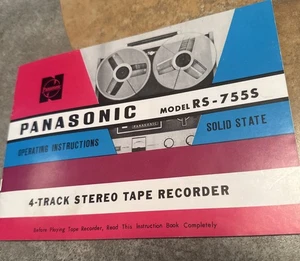 PANASONIC MODEL RS-755S
OPERATING INSTRUCTIONS SOLID STATE
4-TRACK STEREO TAPE RECORDER
Before Playing Tape Recorder, Read This Instruction Book Completely